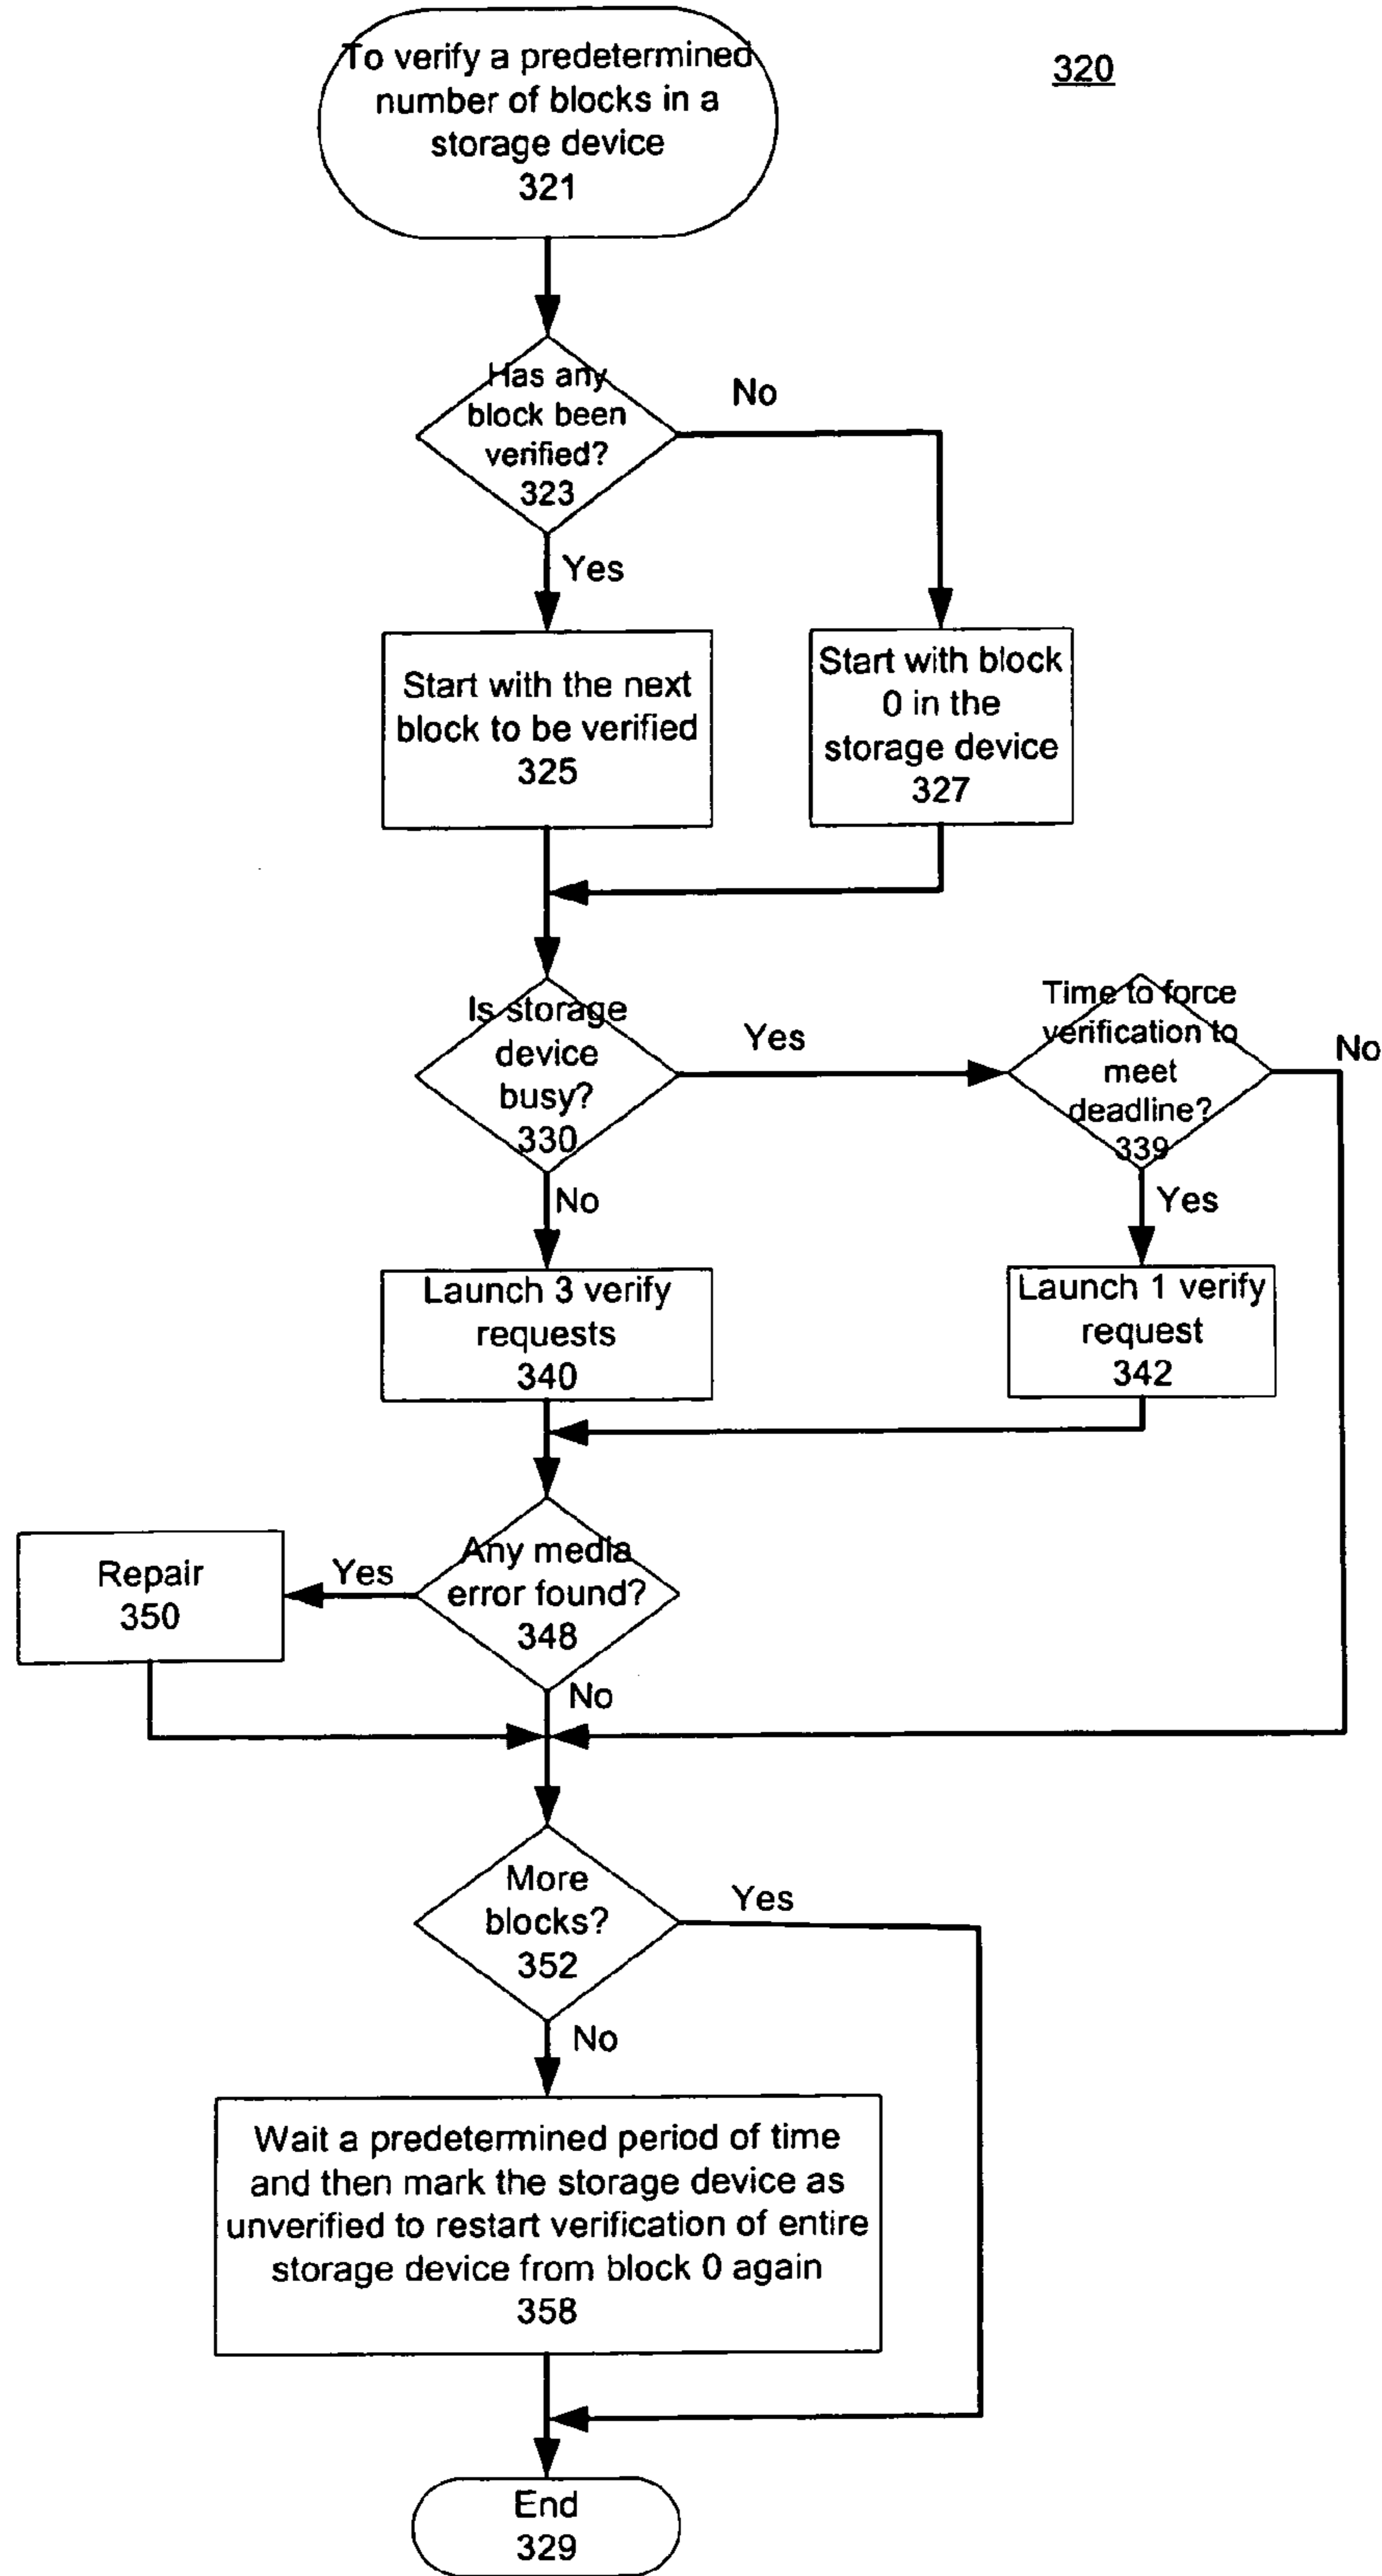 To verify a predetermined
number of blocks in a
storage device
321
320
Has any
block been
verified?
323
No
Yes
Start with the next
block to be verified
325
Start with block
0 in the
storage device
327
Is storage
device
busy?
330
Yes
Time to force
verification to
meet
deadline?
339
No
No
Yes
Launch 3 verify
requests
340
Launch 1 verify
request
342
Any media
error found?
348
Yes
Repair
350
No
More
blocks?
352
Yes
No
Wait a predetermined period of time
and then mark the storage device as
unverified to restart verification of entire
storage device from block 0 again
358
End
329